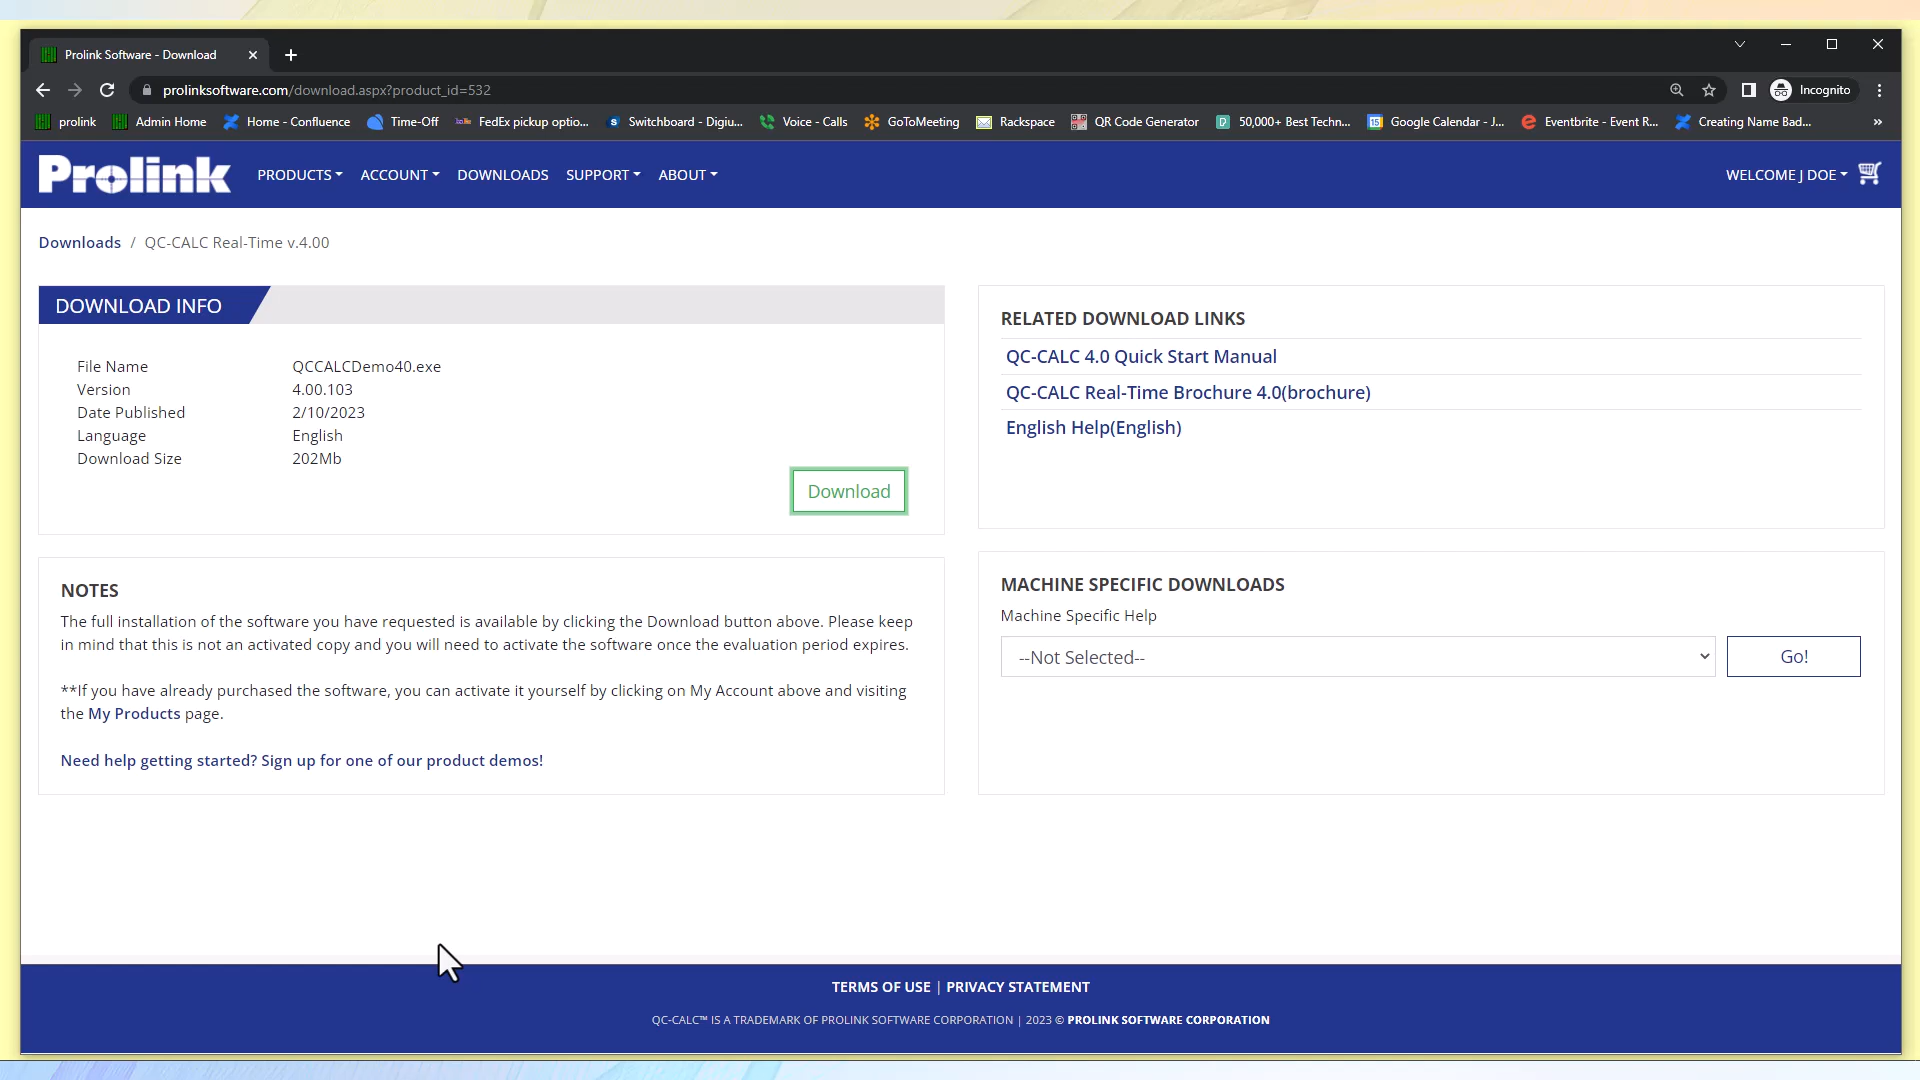 Prolink Software - Download
prolinksoftware.com/download.aspx?product_id=532
Incognito
prolink
Admin Home
Home - Confluence
Time-Off
FedEx pickup optio...
Switchboard - Digiu...
Voice - Calls
GoToMeeting
Rackspace
QR Code Generator
50,000+ Best Techn...
Google Calendar - J...
Eventbrite - Event R...
Creating Name Bad...
Prolink
PRODUCTS
ACCOUNT
DOWNLOADS
SUPPORT
ABOUT
WELCOME J DOE
Downloads / QC-CALC Real-Time v.4.00
DOWNLOAD INFO
File Name QCCALCDemo40.exe
Version 4.00.103
Date Published 2/10/2023
Language English
Download Size 202Mb
Download
RELATED DOWNLOAD LINKS
QC-CALC 4.0 Quick Start Manual
QC-CALC Real-Time Brochure 4.0(brochure)
English Help(English)
NOTES
The full installation of the software you have requested is available by clicking the Download button above. Please keep
in mind that this is not an activated copy and you will need to activate the software once the evaluation period expires.
**If you have already purchased the software, you can activate it yourself by clicking on My Account above and visiting
the My Products page.
Need help getting started? Sign up for one of our product demos!
MACHINE SPECIFIC DOWNLOADS
Machine Specific Help
--Not Selected--
Go!
TERMS OF USE | PRIVACY STATEMENT
QC-CALC™ IS A TRADEMARK OF PROLINK SOFTWARE CORPORATION | 2023 © PROLINK SOFTWARE CORPORATION